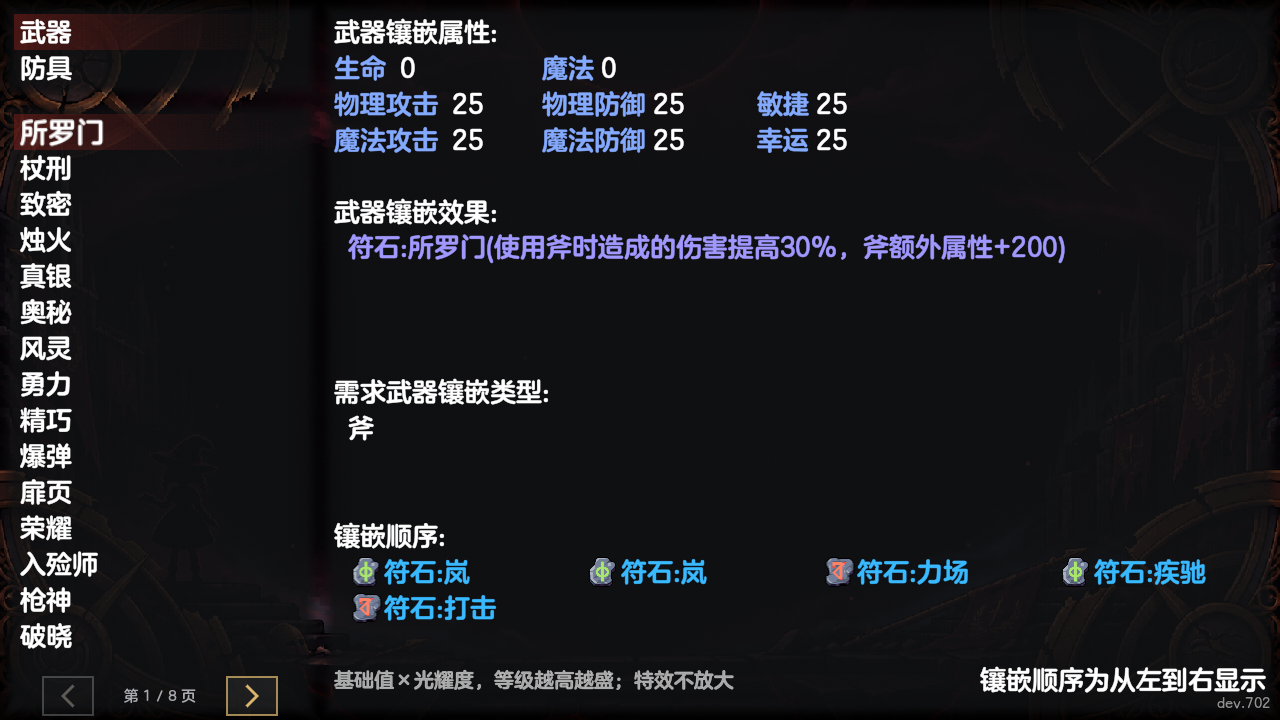 武器
防具
所罗门
杖刑
致密
烛火
真银
奥秘
风灵
勇力
精巧
爆弹
扉页
荣耀
入殓师
枪神
破晓
第 1 / 8 页
武器镶嵌属性:
生命 0 魔法 0
物理攻击 25 物理防御 25 敏捷 25
魔法攻击 25 魔法防御 25 幸运 25
武器镶嵌效果:
符石:所罗门(使用斧时造成的伤害提高30%，斧额外属性+200)
需求武器镶嵌类型:
斧
镶嵌顺序:
符石:岚 符石:岚 符石:力场 符石:疾驰
符石:打击
基础值×光耀度，等级越高越盛；特效不放大
镶嵌顺序为从左到右显示
dev.702